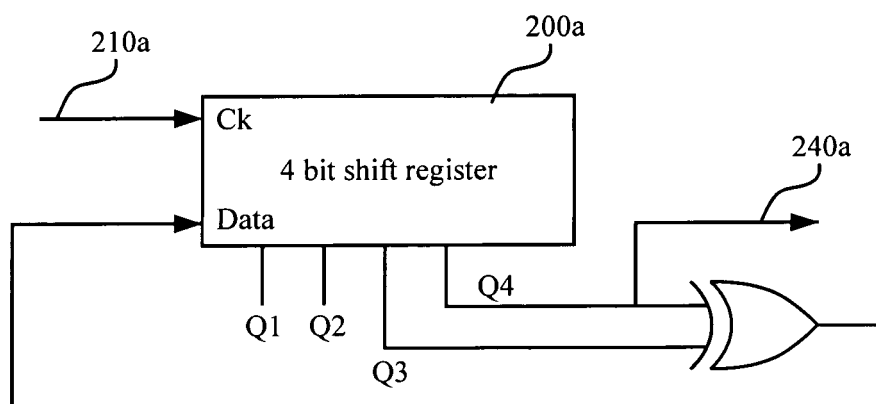 210a
200a
Ck
4 bit shift register
240a
Data
Q4
Q1
Q2
Q3